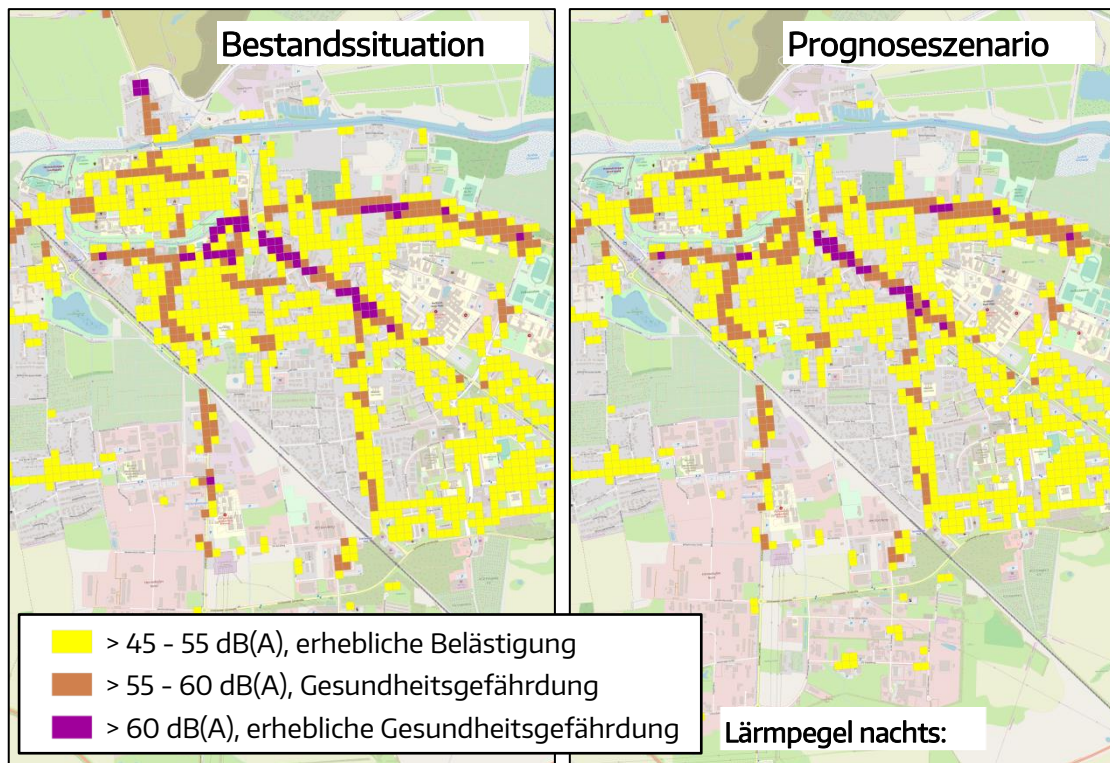 Bestandssituation
Prognoseszenario
> 45 - 55 dB(A), erhebliche Belästigung
> 55 - 60 dB(A), Gesundheitsgefährdung
> 60 dB(A), erhebliche Gesundheitsgefährdung
Lärmpegel nachts: